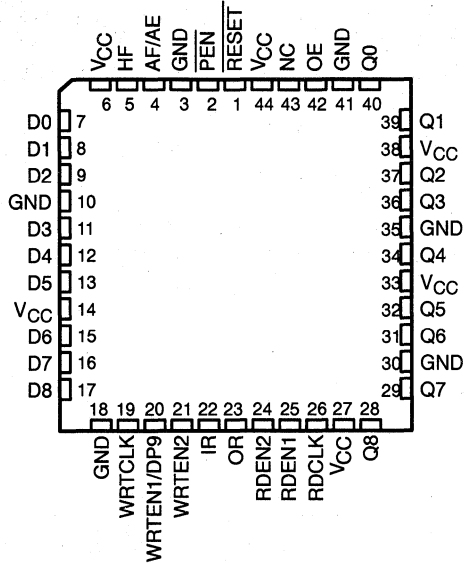 VCC HF AF/AE GND PEN RESET VCC NC OE GND Q0
6 5 4 3 2 1 44 43 42 41 40
D0 7 39 Q1
D1 8 38 VCC
D2 9 37 Q2
GND 10 36 Q3
D3 11 35 GND
D4 12 34 Q4
D5 13 33 VCC
VCC 14 32 Q5
D6 15 31 Q6
D7 16 30 GND
D8 17 29 Q7
18 19 20 21 22 23 24 25 26 27 28
GND WRTCLK WRTEN1/DP9 WRTEN2 IR OR RDEN2 RDEN1 RDCLK VCC Q8